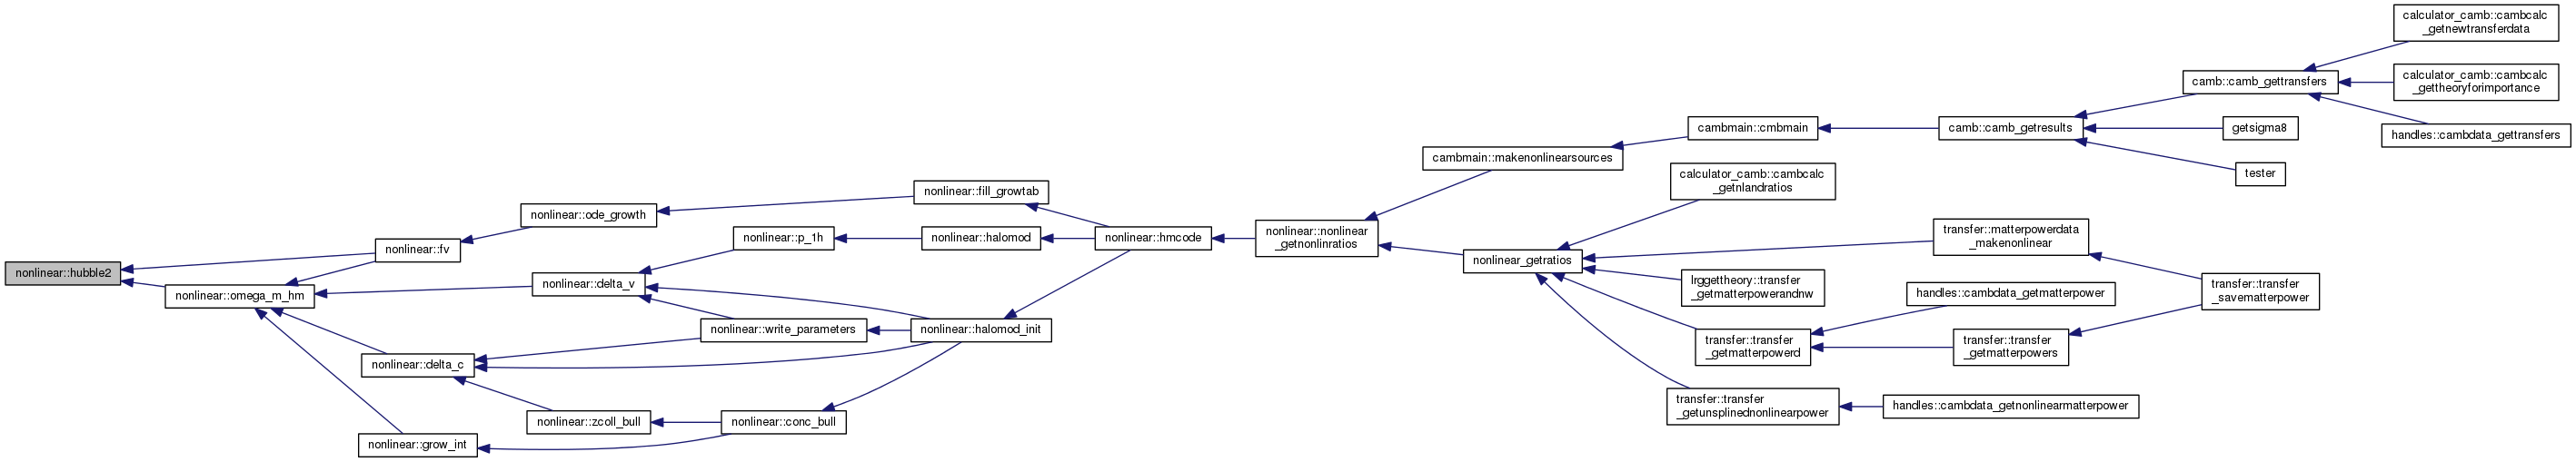 nonlinear::hubble2
nonlinear::fv
nonlinear::omega_m_hm
nonlinear::ode_growth
nonlinear::delta_v
nonlinear::delta_c
nonlinear::grow_int
nonlinear::fill_growtab
nonlinear::p_1h
nonlinear::halomod
nonlinear::write_parameters
nonlinear::halomod_init
nonlinear::zcoll_bull
nonlinear::conc_bull
nonlinear::hmcode
nonlinear::nonlinear
_getnonlinratios
cambmain::makenonlinearsources
nonlinear_getratios
cambmain::cmbmain
calculator_camb::cambcalc
_getnlandratios
lrggettheory::transfer
_getmatterpowerandnw
transfer::transfer
_getmatterpowerd
transfer::transfer
_getunsplinednonlinearpower
camb::camb_getresults
transfer::matterpowerdata
_makenonlinear
handles::cambdata_getmatterpower
transfer::transfer
_getmatterpowers
handles::cambdata_getnonlinearmatterpower
camb::camb_gettransfers
getsigma8
tester
transfer::transfer
_savematterpower
calculator_camb::cambcalc
_getnewtransferdata
calculator_camb::cambcalc
_gettheoryforimportance
handles::cambdata_gettransfers